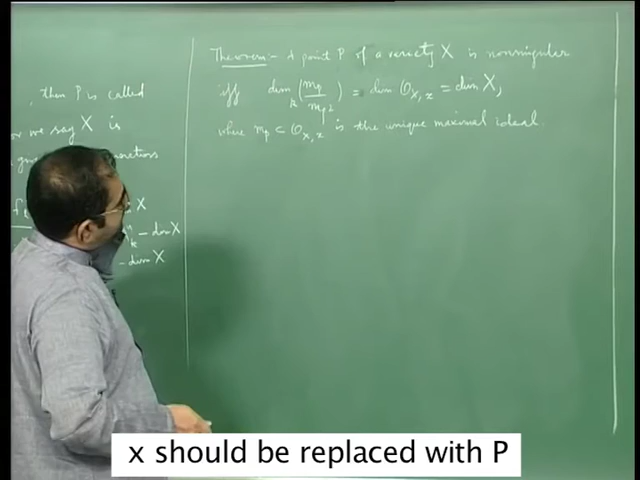 , then P is called
or we say X is
X
- dim X
- dim X
Theorem :- A point P of a variety X is nonsingular
iff dim_k (m_P / m_P^2) = dim O_{X, x} = dim X,
where m_P ⊂ O_{X, x} is the unique maximal ideal.
x should be replaced with P